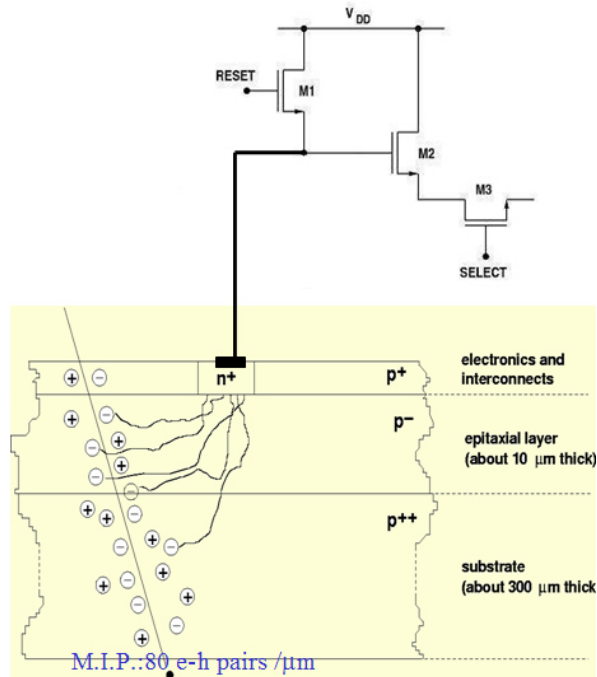 V DD
RESET
M1
M2
M3
SELECT
n+
p+
electronics and
interconnects
p−
epitaxial layer
(about 10 μm thick)
p++
substrate
(about 300 μm thick
M.I.P.:80 e-h pairs /μm